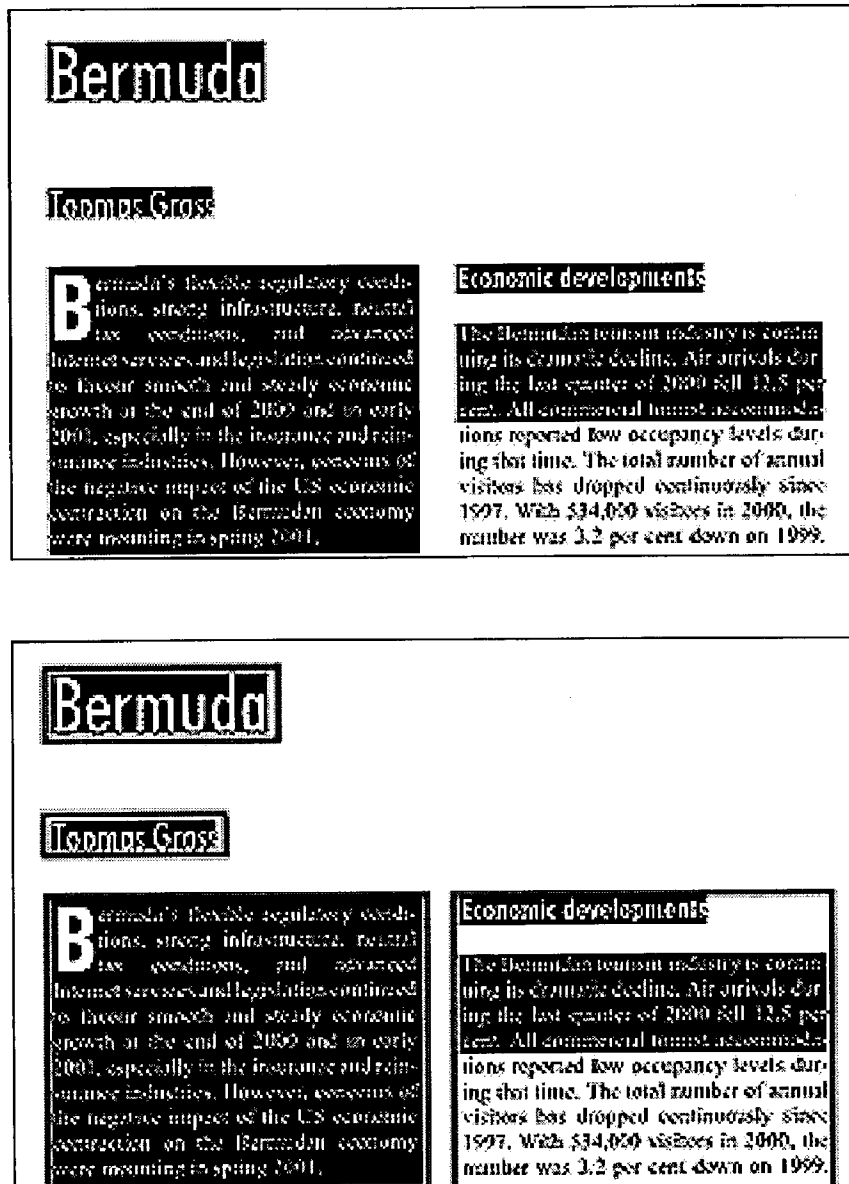 Bermuda
Toomas Gross
Bermuda's flexible regulatory condi-
tions, strong infrastructure, neutral
tax conditions, and advanced
Internet services and legislation continued
to favour smooth and steady economic
growth at the end of 2000 and in early
2001, especially in the insurance and rein-
surance industries. However, concerns of
the negative impact of the US economic
contraction on the Bermudan economy
were mounting in spring 2001.
Economic developments
The Bermudan tourism industry is contin
uing its dramatic decline. Air arrivals dur
ing the last quarter of 2000 fell 12.5 per
cent. All commercial tourist accommoda-
tions reported low occupancy levels dur-
ing that time. The total number of annual
visitors has dropped continuously since
1997. With 534,000 visitors in 2000, the
number was 3.2 per cent down on 1999.
Bermuda
Toomas Gross
Bermuda's flexible regulatory condi-
tions, strong infrastructure, neutral
tax conditions, and advanced
Internet services and legislation continued
to favour smooth and steady economic
growth at the end of 2000 and in early
2001, especially in the insurance and rein-
surance industries. However, concerns of
the negative impact of the US economic
contraction on the Bermudan economy
were mounting in spring 2001.
Economic developments
The Bermudan tourism industry is contin
uing its dramatic decline. Air arrivals dur
ing the last quarter of 2000 fell 12.5 per
cent. All commercial tourist accommoda-
tions reported low occupancy levels dur-
ing that time. The total number of annual
visitors has dropped continuously since
1997. With 534,000 visitors in 2000, the
number was 3.2 per cent down on 1999.